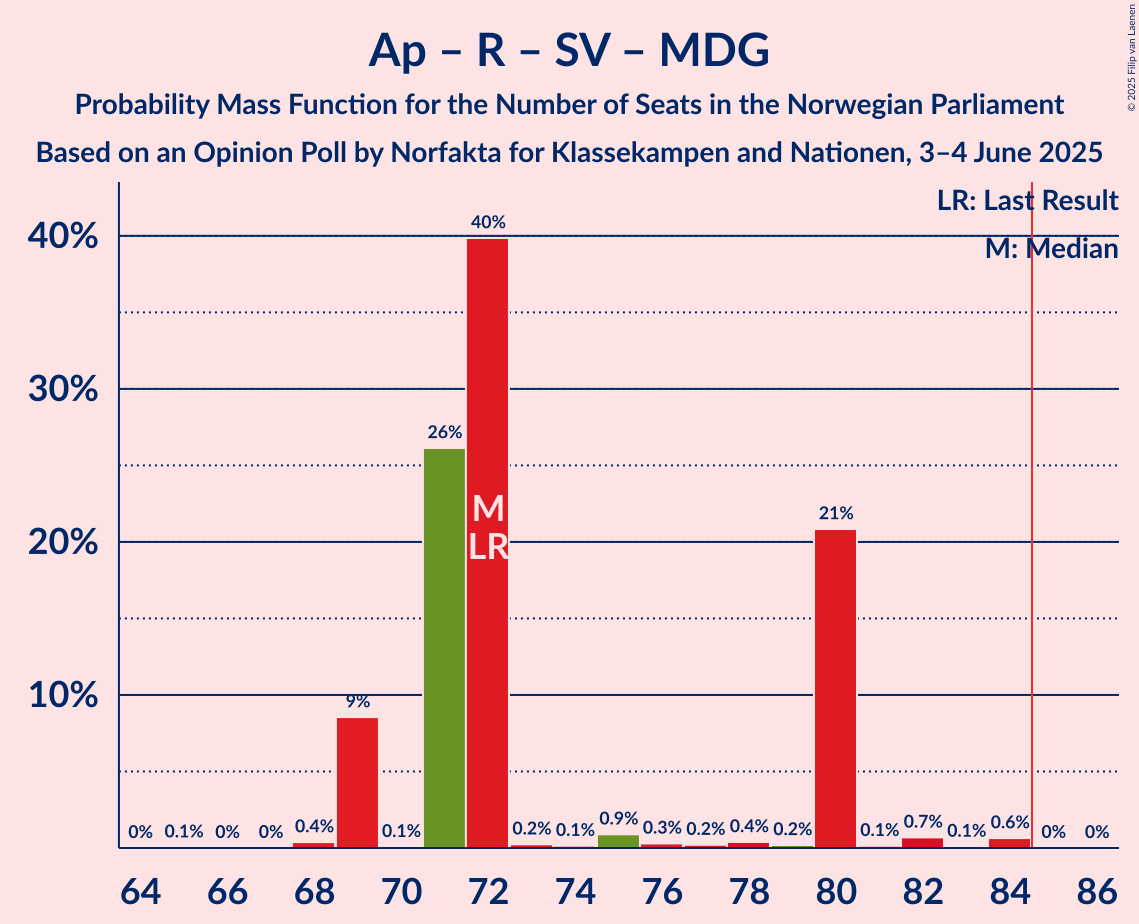 Ap – R – SV – MDG
Probability Mass Function for the Number of Seats in the Norwegian Parliament
Based on an Opinion Poll by Norfakta for Klassekampen and Nationen, 3–4 June 2025
© 2025 Filip van Laenen
LR: Last Result
M: Median
40%
30%
20%
10%
0% 0.1% 0% 0% 0.4% 9% 0.1% 26% 40% 0.2% 0.1% 0.9% 0.3% 0.2% 0.4% 0.2% 21% 0.1% 0.7% 0.1% 0.6% 0% 0%
M
LR
64 66 68 70 72 74 76 78 80 82 84 86